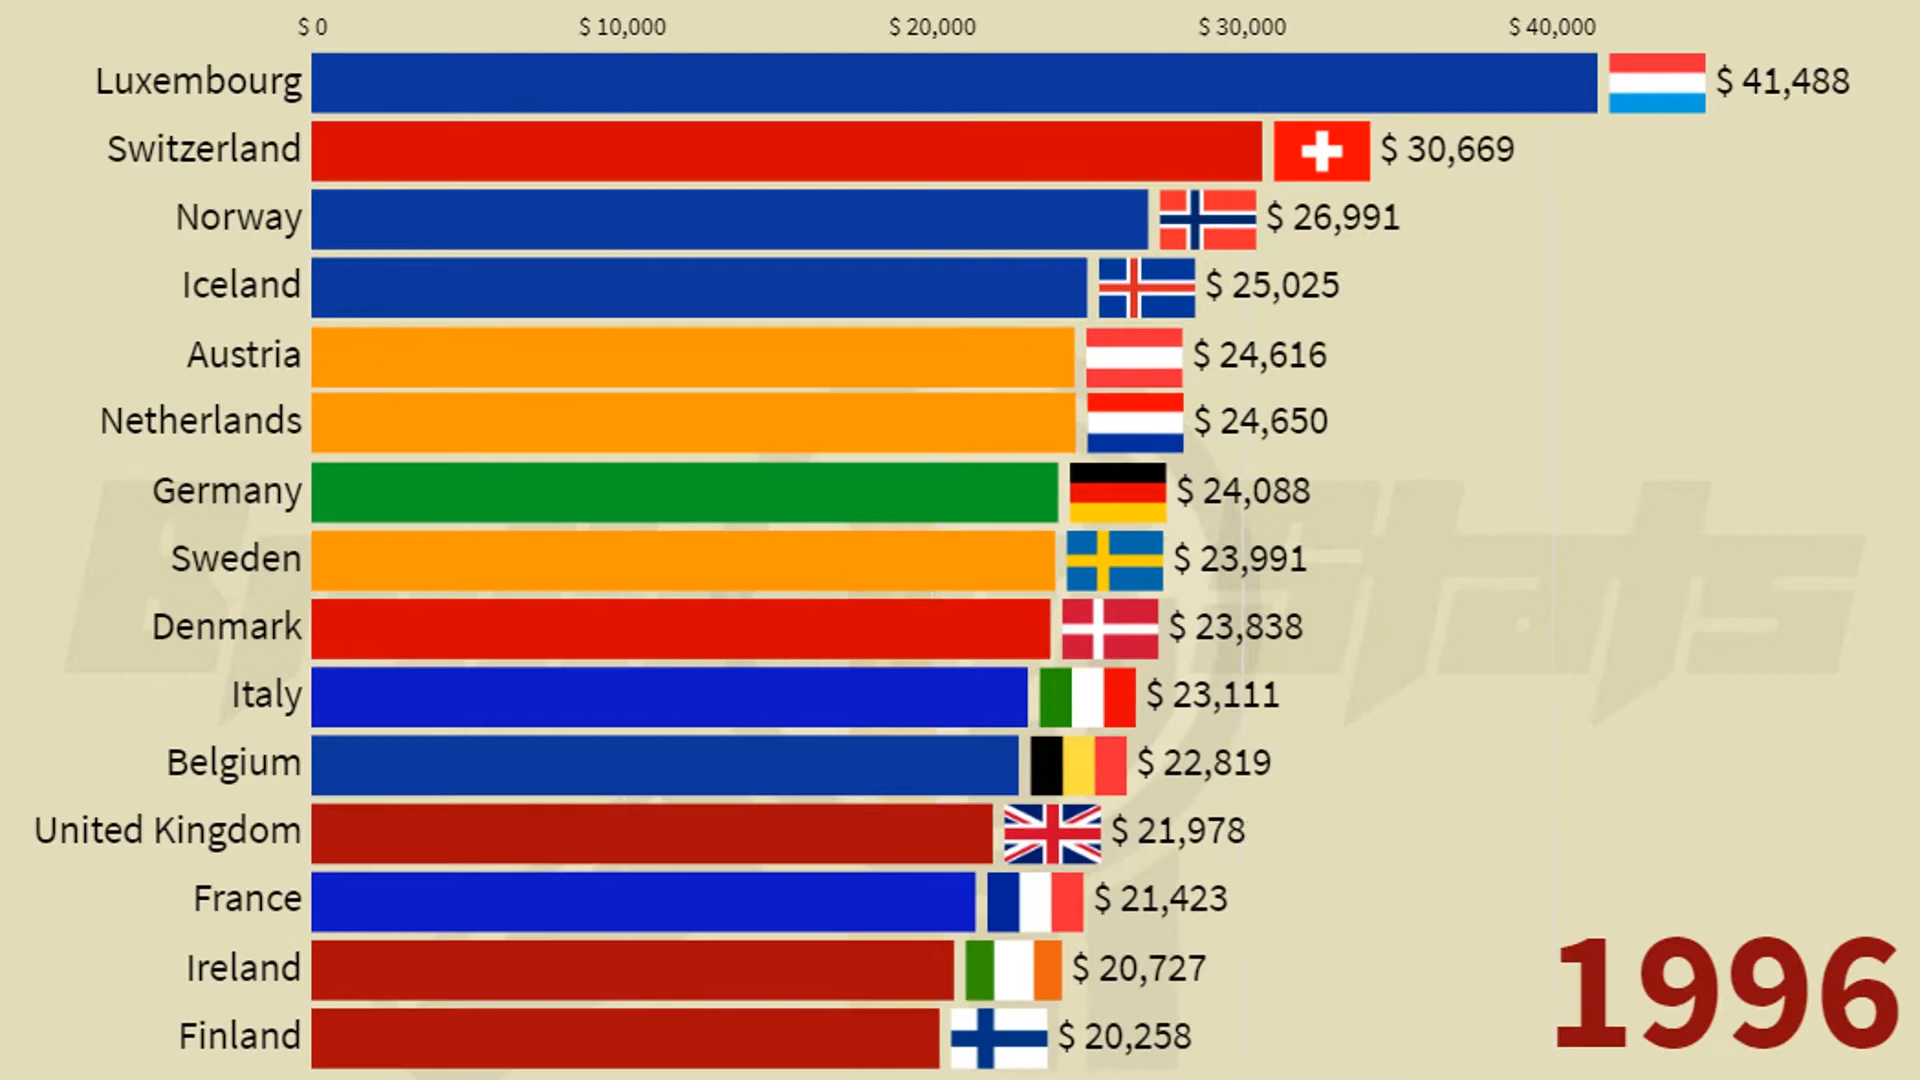 $ 0 $ 10,000 $ 20,000 $ 30,000 $ 40,000
Luxembourg $ 41,488
Switzerland $ 30,669
Norway $ 26,991
Iceland $ 25,025
Austria $ 24,616
Netherlands $ 24,650
Germany $ 24,088
Sweden $ 23,991
Denmark $ 23,838
Italy $ 23,111
Belgium $ 22,819
United Kingdom $ 21,978
France $ 21,423
Ireland $ 20,727
Finland $ 20,258
1996
Stats